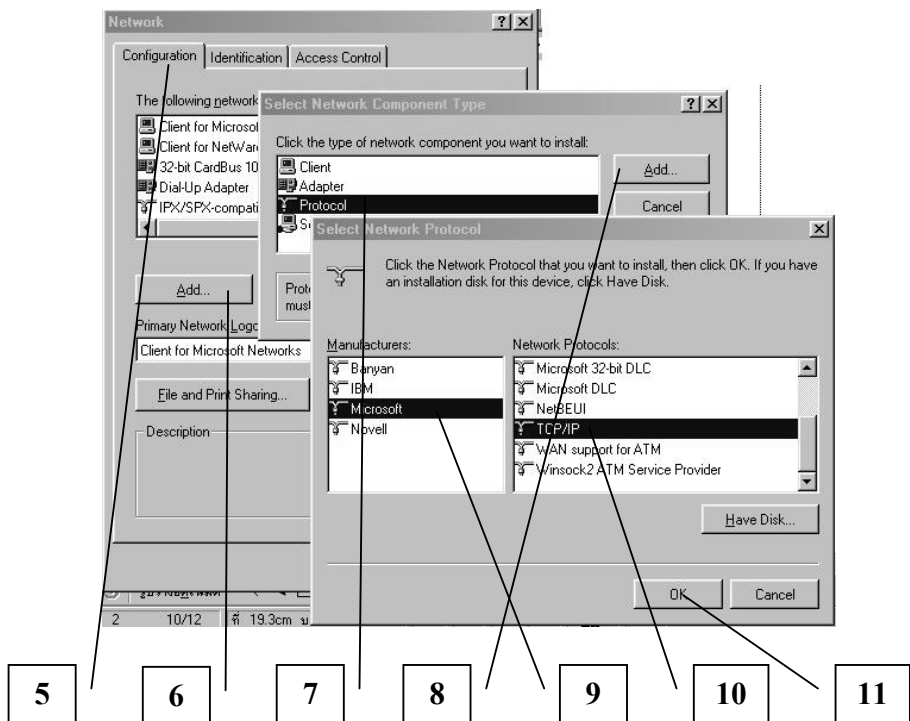 Network
Configuration Identification Access Control
The following network
Client for Microsof
Client for NetWar
32-bit CardBus 10
Dial-Up Adapter
IPX/SPX-compati
Add...
Primary Network Logo
Client for Microsoft Networks
File and Print Sharing...
Description
Select Network Component Type
Click the type of network component you want to install:
Client
Adapter
Protocol
Add...
Cancel
Prot
must
Select Network Protocol
Click the Network Protocol that you want to install, then click OK. If you have
an installation disk for this device, click Have Disk.
Manufacturers:
Banyan
IBM
Microsoft
Novell
Network Protocols:
Microsoft 32-bit DLC
Microsoft DLC
NetBEUI
TCP/IP
WAN support for ATM
Winsock2 ATM Service Provider
Have Disk...
OK Cancel
2 10/12 ที่ 19.3cm
5 6 7 8 9 10 11